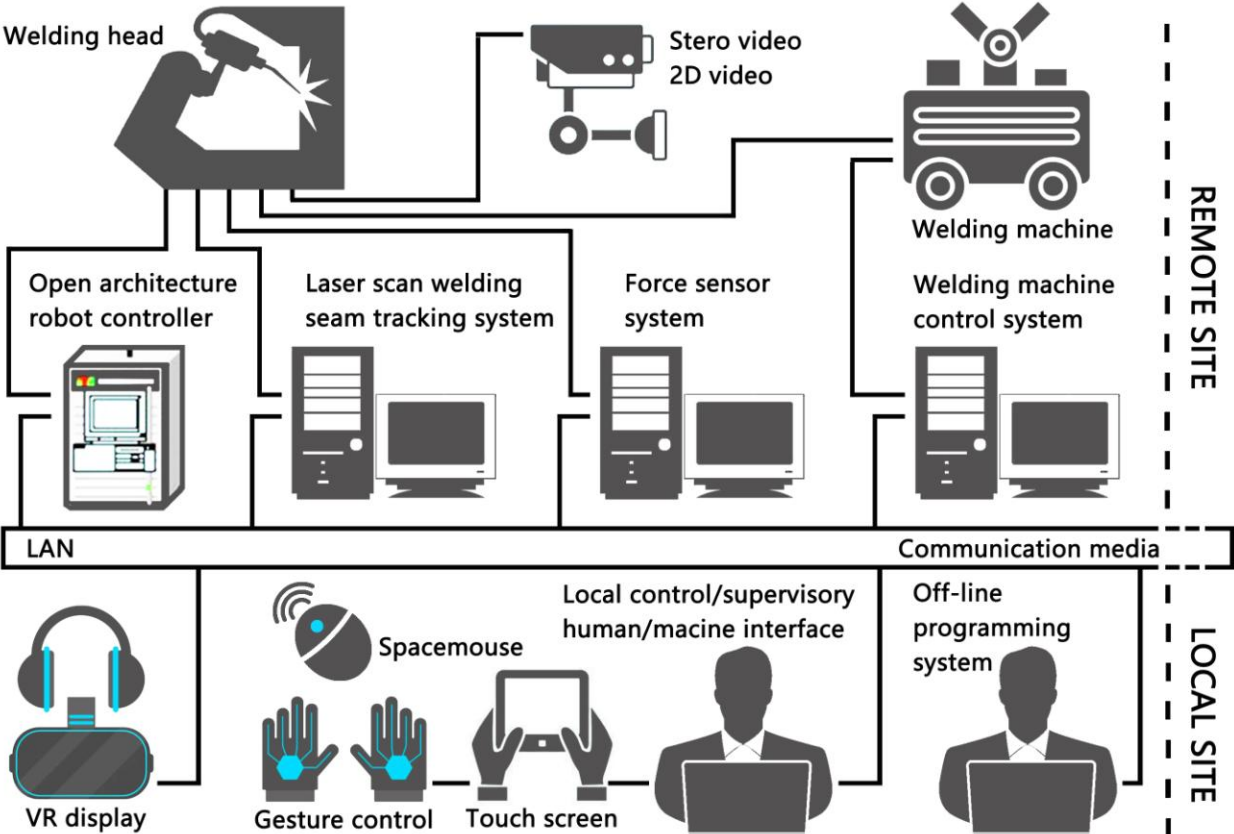 Welding head
Stero video
2D video
Welding machine
REMOTE SITE
Open architecture
robot controller
Laser scan welding
seam tracking system
Force sensor
system
Welding machine
control system
LAN
Communication media
Spacemouse
Local control/supervisory
human/macine interface
Off-line
programming
system
LOCAL SITE
VR display
Gesture control
Touch screen